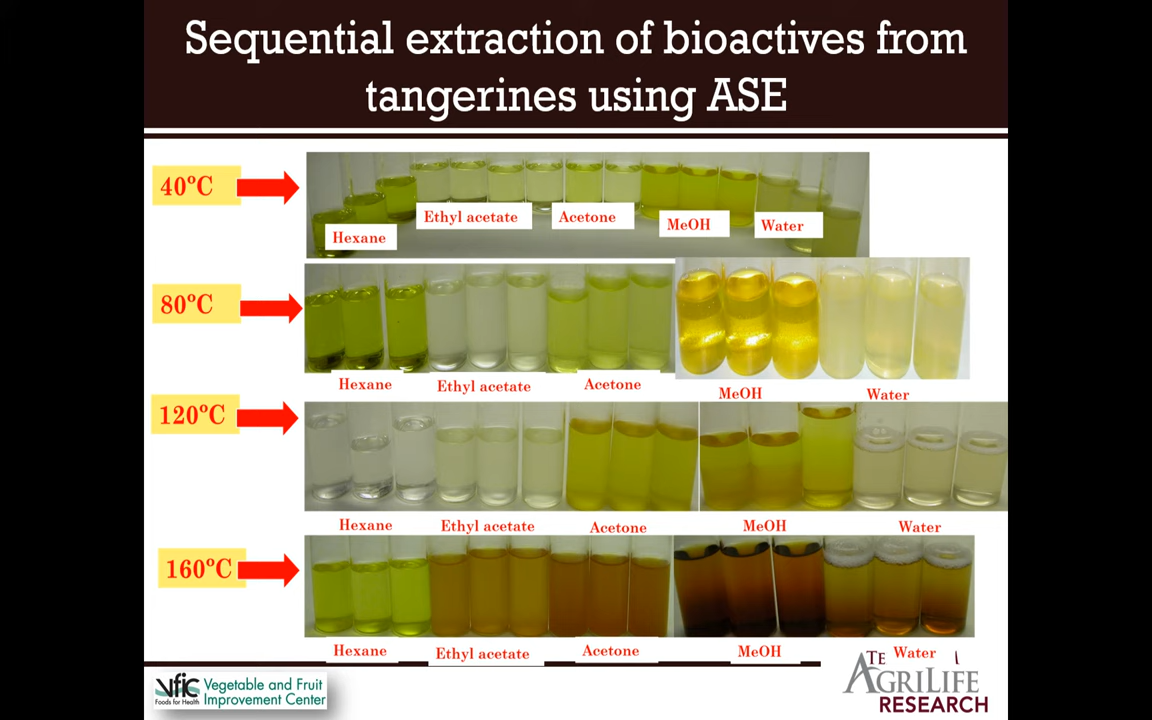 Sequential extraction of bioactives from
tangerines using ASE
40ºC
Hexane
Ethyl acetate
Acetone
MeOH
Water
80ºC
Hexane
Ethyl acetate
Acetone
MeOH
Water
120ºC
Hexane
Ethyl acetate
Acetone
MeOH
Water
160ºC
Hexane
Ethyl acetate
Acetone
MeOH
Water
vfic
Foods for Health
Vegetable and Fruit
Improvement Center
TE
AGRILIFE
RESEARCH